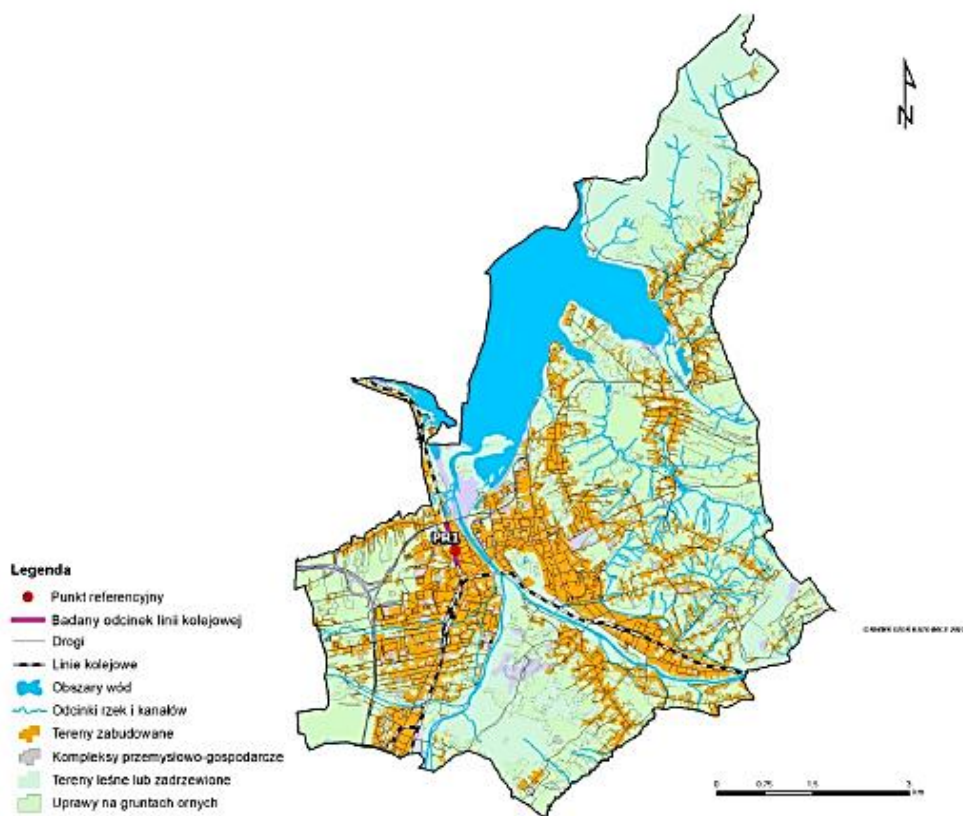 N
PR1
Legenda
Punkt referencyjny
Badany odcinek linii kolejowej
Drogi
Linie kolejowe
Obszary wód
Odcinki rzek i kanałów
Tereny zabudowane
Kompleksy przemysłowo-gospodarcze
Tereny leśne lub zadrzewione
Uprawy na gruntach ornych
0 0,75 1,5 3
km